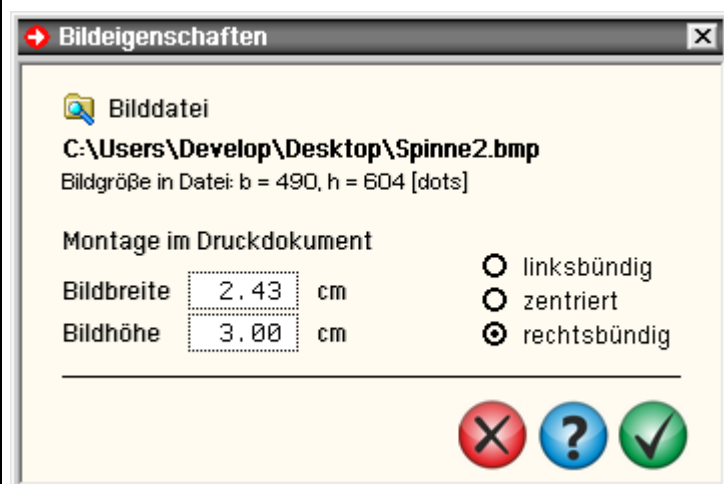 Bildeigenschaften
Bilddatei
C:\Users\Develop\Desktop\Spinne2.bmp
Bildgröße in Datei: b = 490, h = 604 [dots]
Montage im Druckdokument
Bildbreite 2.43 cm
Bildhöhe 3.00 cm
linksbündig
zentriert
rechtsbündig
?